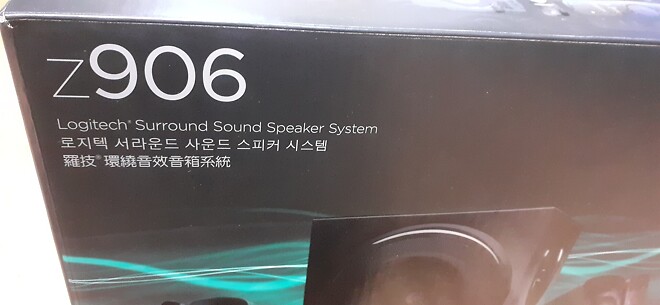 z906
Logitech® Surround Sound Speaker System
로지텍 서라운드 사운드 스피커 시스템
羅技® 環繞音效音箱系統